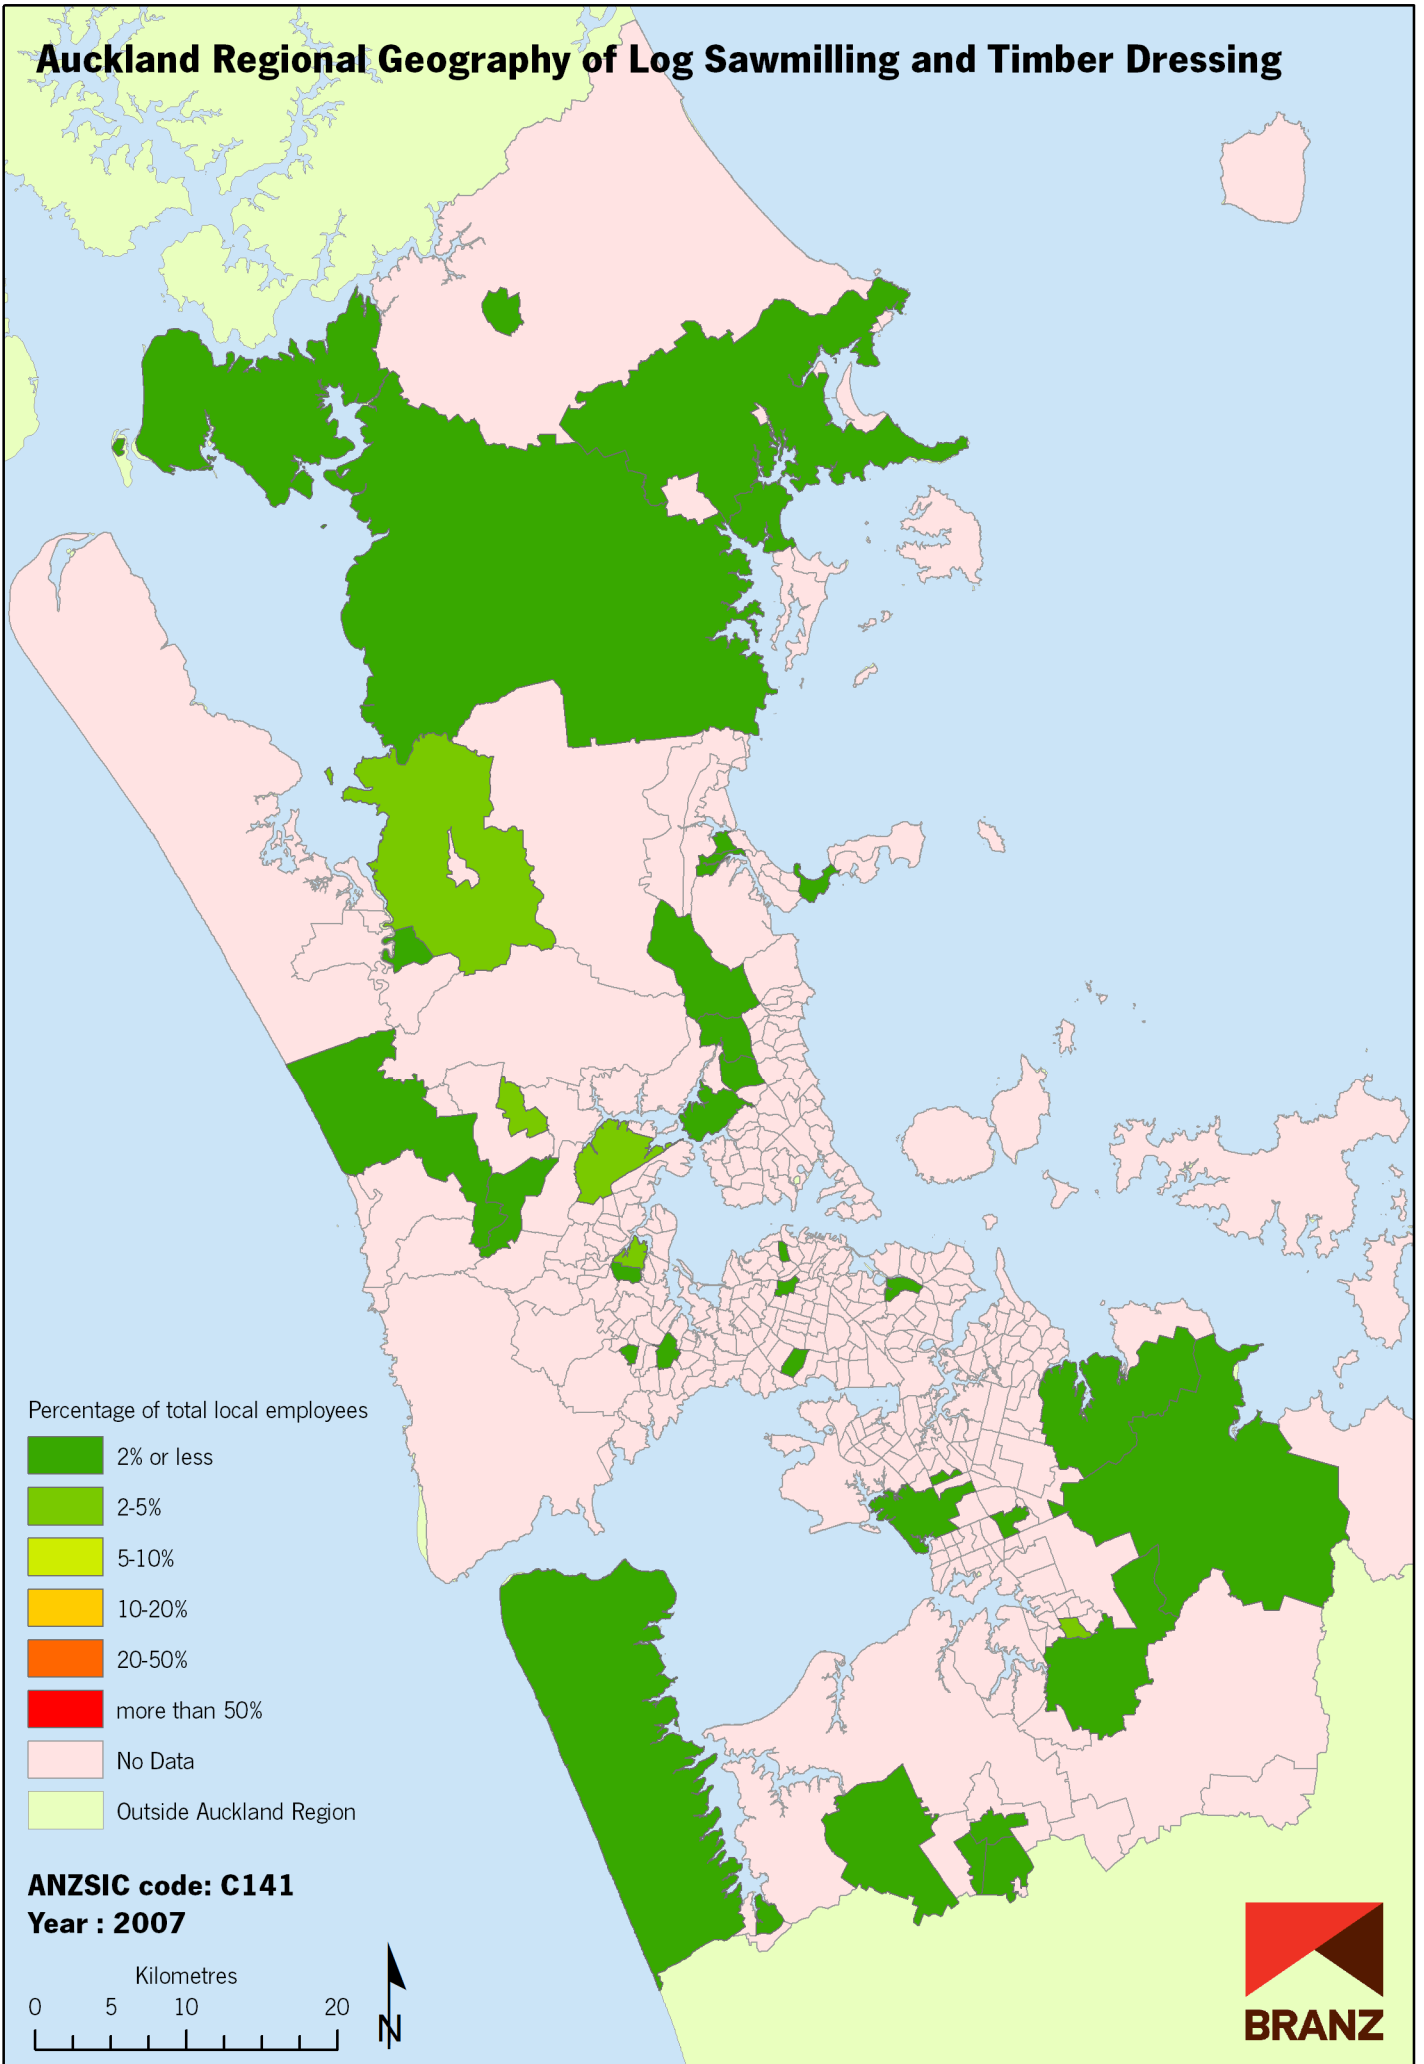 Auckland Regional Geography of Log Sawmilling and Timber Dressing
Percentage of total local employees
2% or less
2-5%
5-10%
10-20%
20-50%
more than 50%
No Data
Outside Auckland Region
ANZSIC code: C141
Year : 2007
Kilometres
0 5 10 20
N
BRANZ